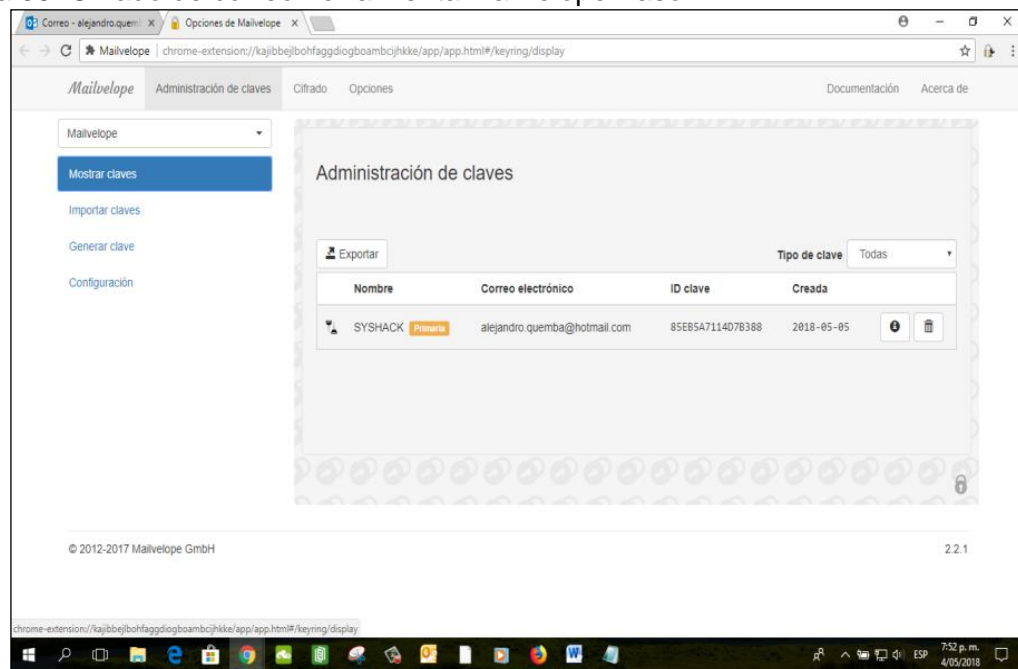 Correo - alejandro.quemb
Opciones de Mailvelope
Mailvelope
chrome-extension://kajibbejlbohfaggdiogboambcijhkke/app/app.html#/keyring/display
Mailvelope
Administración de claves
Cifrado
Opciones
Documentación
Acerca de
Mailvelope
Mostrar claves
Importar claves
Generar clave
Configuración
Administración de claves
Exportar
Tipo de clave
Todas
Nombre
Correo electrónico
ID clave
Creada
SYSHACK
Primaria
alejandro.quemba@hotmail.com
85EB5A7114D7B388
2018-05-05
© 2012-2017 Mailvelope GmbH
2.2.1
chrome-extension://kajibbejlbohfaggdiogboambcijhkke/app/app.html#/keyring/display
ESP
7:52 p. m.
4/05/2018